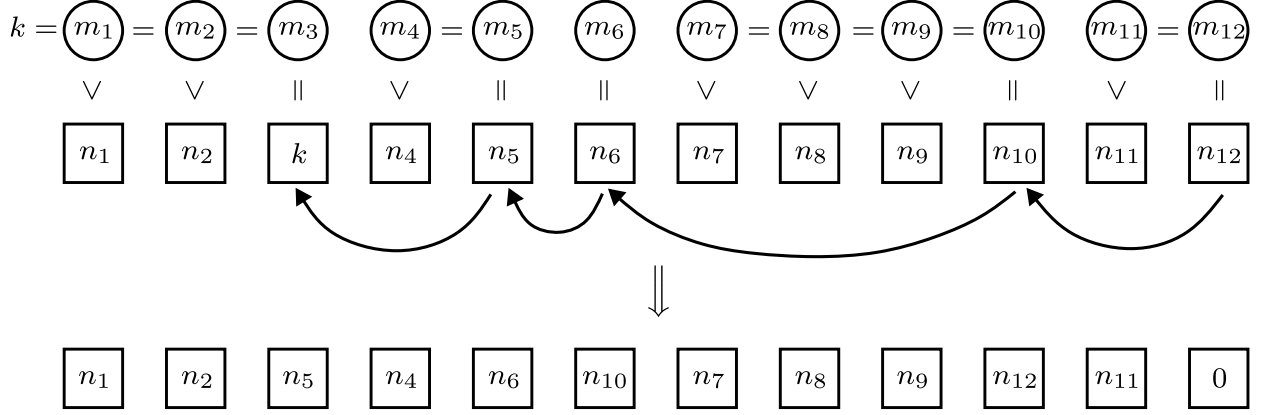 k = m₁ = m₂ = m₃ m₄ = m₅ m₆ m₇ = m₈ = m₉ = m₁₀ m₁₁ = m₁₂
∨ ∨ || ∨ || || ∨ ∨ ∨ || ∨ ||
n₁ n₂ k n₄ n₅ n₆ n₇ n₈ n₉ n₁₀ n₁₁ n₁₂
⇓
n₁ n₂ n₅ n₄ n₆ n₁₀ n₇ n₈ n₉ n₁₂ n₁₁ 0